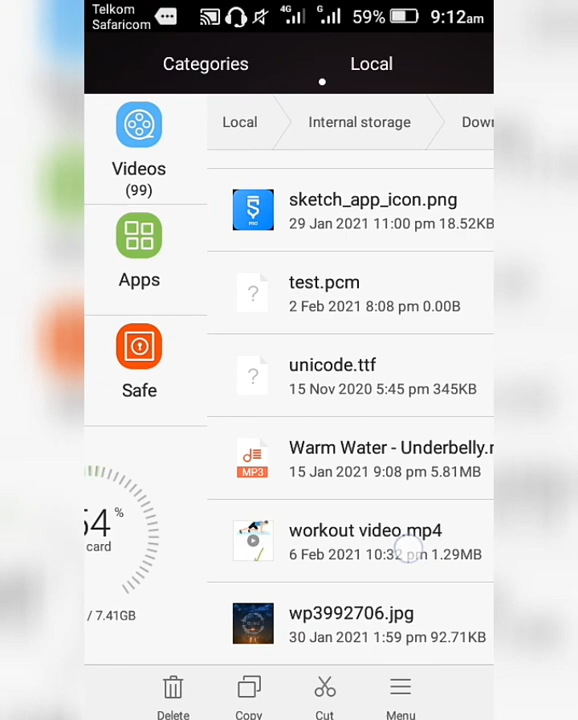 Telkom
Safaricom
4G
G
59%
9:12am
Categories
Local
Videos
(99)
Apps
Safe
%
card
/ 7.41GB
Local
Internal storage
sketch_app_icon.png
29 Jan 2021 11:00 pm 18.52KB
?
test.pcm
2 Feb 2021 8:08 pm 0.00B
?
unicode.ttf
15 Nov 2020 5:45 pm 345KB
MP3
Warm Water - Underbelly.
15 Jan 2021 9:08 pm 5.81MB
workout video.mp4
6 Feb 2021 10:32 pm 1.29MB
wp3992706.jpg
30 Jan 2021 1:59 pm 92.71KB
Delete
Copy
Cut
Menu